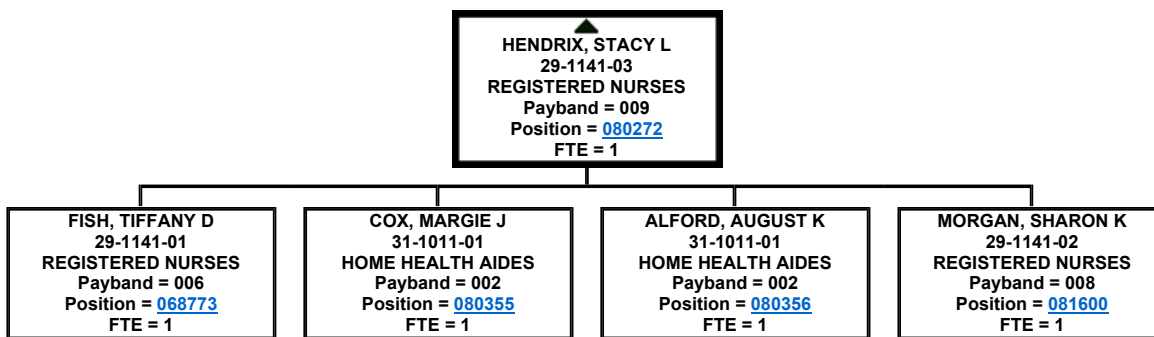 HENDRIX, STACY L
29-1141-03
REGISTERED NURSES
Payband = 009
Position = 080272
FTE = 1
FISH, TIFFANY D
29-1141-01
REGISTERED NURSES
Payband = 006
Position = 068773
FTE = 1
COX, MARGIE J
31-1011-01
HOME HEALTH AIDES
Payband = 002
Position = 080355
FTE = 1
ALFORD, AUGUST K
31-1011-01
HOME HEALTH AIDES
Payband = 002
Position = 080356
FTE = 1
MORGAN, SHARON K
29-1141-02
REGISTERED NURSES
Payband = 008
Position = 081600
FTE = 1